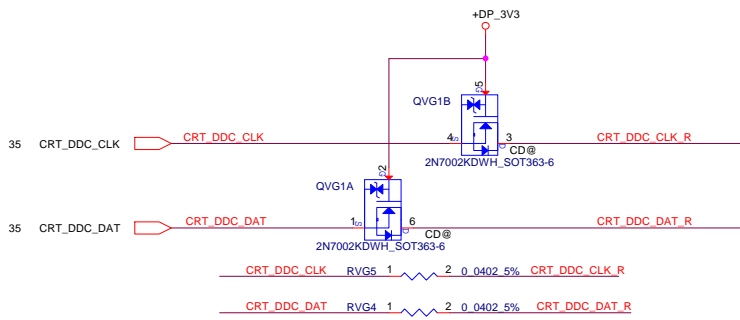 +DP_3V3
5
G
QVG1B
35 CRT_DDC_CLK CRT_DDC_CLK 4 S D 3 CRT_DDC_CLK_R
CD@
2N7002KDWH_SOT363-6
2
G
QVG1A
35 CRT_DDC_DAT CRT_DDC_DAT 1 S D 6 CRT_DDC_DAT_R
CD@
2N7002KDWH_SOT363-6
CRT_DDC_CLK RVG5 1 2 0_0402_5% CRT_DDC_CLK_R
CRT_DDC_DAT RVG4 1 2 0_0402_5% CRT_DDC_DAT_R